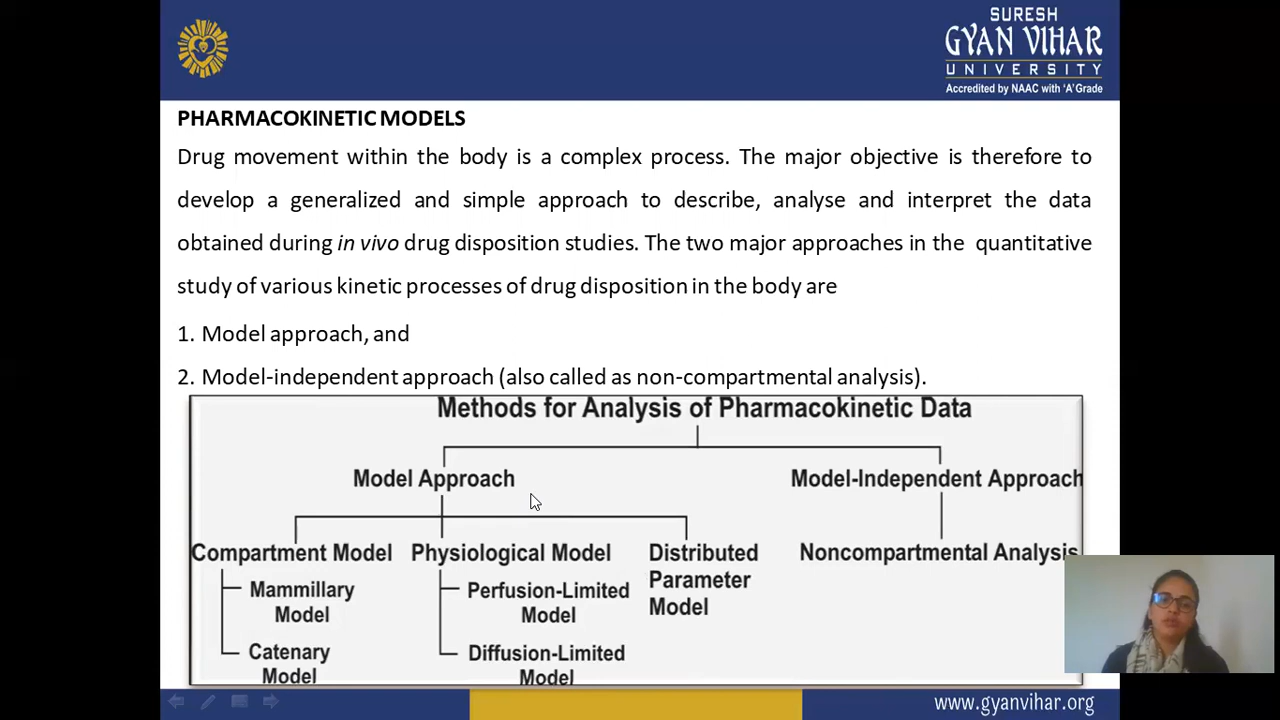 SURESH
GYAN VIHAR
UNIVERSITY
Accredited by NAAC with 'A' Grade
PHARMACOKINETIC MODELS
Drug movement within the body is a complex process. The major objective is therefore to
develop a generalized and simple approach to describe, analyse and interpret the data
obtained during in vivo drug disposition studies. The two major approaches in the quantitative
study of various kinetic processes of drug disposition in the body are
1. Model approach, and
2. Model-independent approach (also called as non-compartmental analysis).
Methods for Analysis of Pharmacokinetic Data
Model Approach
Model-Independent Approach
Compartment Model
Physiological Model
Distributed
Parameter
Model
Noncompartmental Analysis
Mammillary
Model
Perfusion-Limited
Model
Catenary
Model
Diffusion-Limited
Model
www.gyanvihar.org